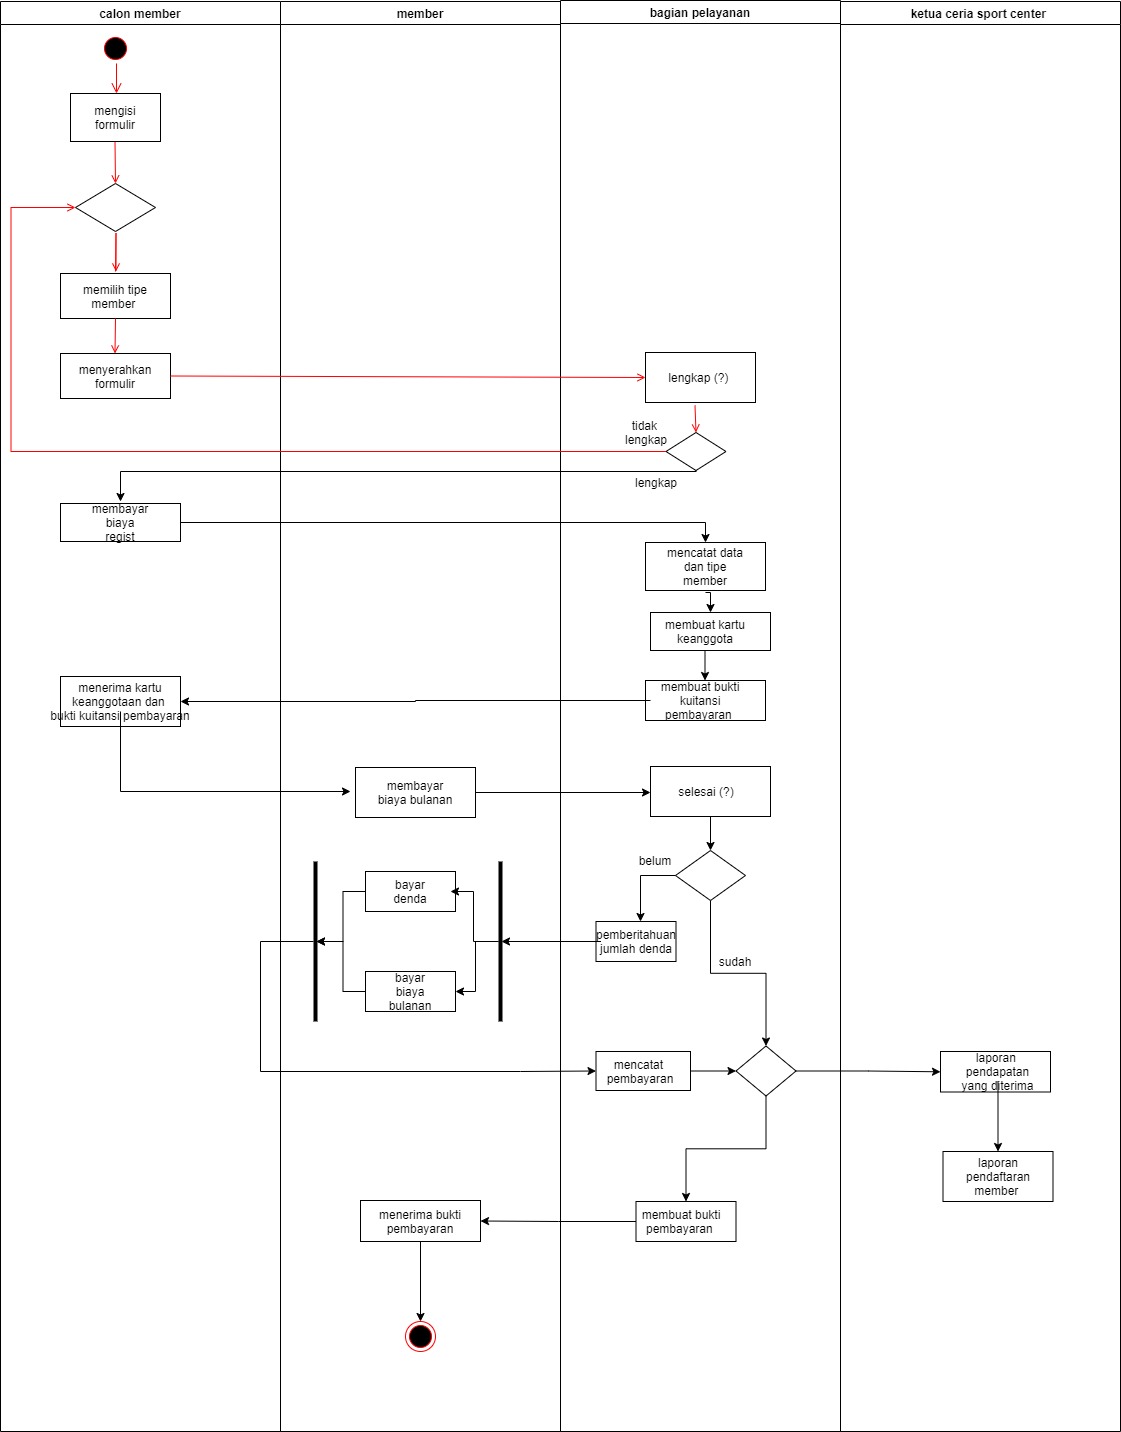 calon member
member
bagian pelayanan
ketua ceria sport center
mengisi
formulir
memilih tipe
member
menyerahkan
formulir
lengkap (?)
tidak
lengkap
lengkap
membayar
biaya
regist
mencatat data
dan tipe
member
membuat kartu
keanggota
membuat bukti
kuitansi
pembayaran
menerima kartu
keanggotaan dan
bukti kuitansi pembayaran
membayar
biaya bulanan
selesai (?)
belum
bayar
denda
pemberitahuan
jumlah denda
sudah
bayar
biaya
bulanan
mencatat
pembayaran
laporan
pendapatan
yang diterima
laporan
pendaftaran
member
menerima bukti
pembayaran
membuat bukti
pembayaran